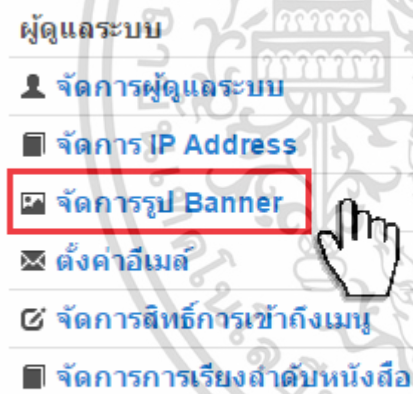 ผู้ดูแลระบบ
จัดการผู้ดูแลระบบ
จัดการ IP Address
จัดการรูป Banner
ตั้งค่าอีเมล์
จัดการสิทธิ์การเข้าถึงเมนู
จัดการการเรียงลำดับหนังสือ